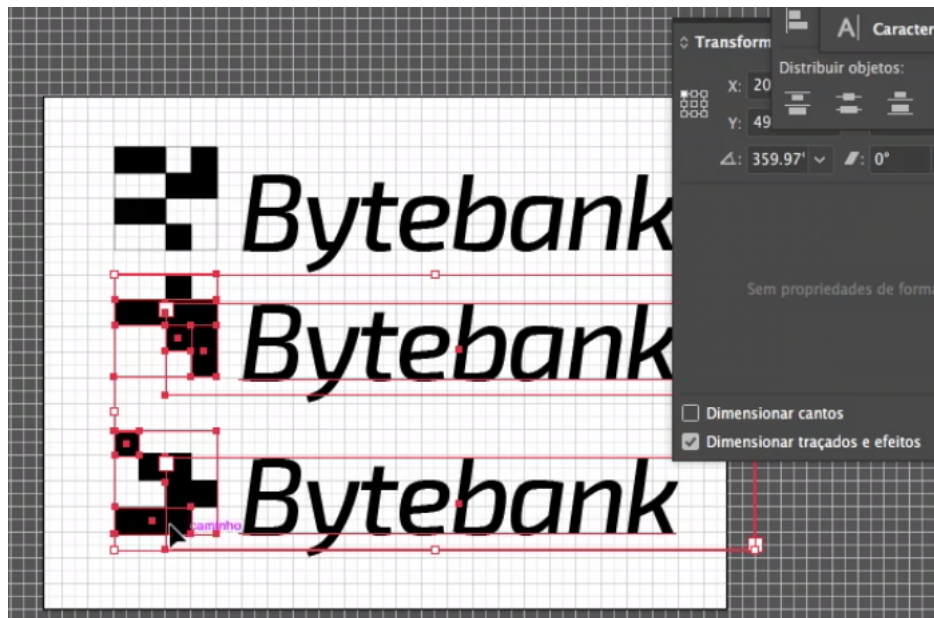 Transform
A| Caracter
Distribuir objetos:
X: 20
Y: 49
359.97° 0°
Bytebank
Sem propriedades de forma
Bytebank
Dimensionar cantos
Dimensionar traçados e efeitos
Bytebank
caminho